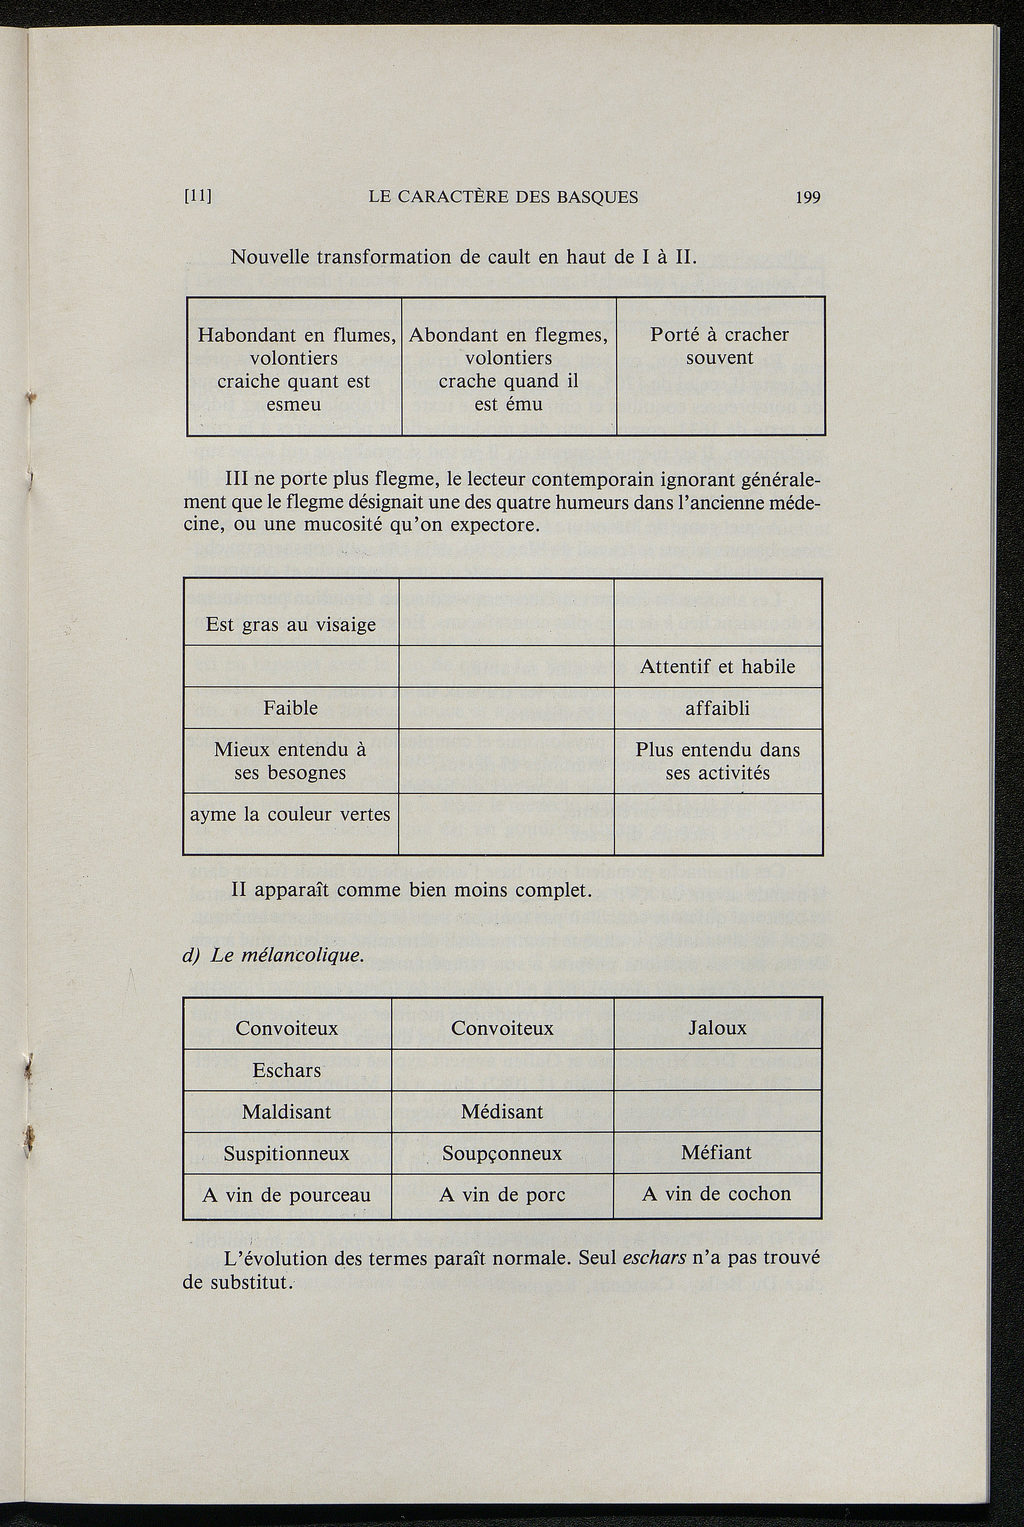 [11] LE CARACTÈRE DES BASQUES 199
Nouvelle transformation de cault en haut de I à II.
Habondant en flumes, Abondant en flegmes, Porté à cracher
volontiers volontiers souvent
craiche quant est crache quand il
esmeu est ému
III ne porte plus flegme, le lecteur contemporain ignorant générale-
ment que le flegme désignait une des quatre humeurs dans l'ancienne méde-
cine, ou une mucosité qu'on expectore.
Est gras au visaige
Attentif et habile
Faible affaibli
Mieux entendu à Plus entendu dans
ses besognes ses activités
ayme la couleur vertes
II apparaît comme bien moins complet.
d) Le mélancolique.
Convoiteux Convoiteux Jaloux
Eschars
Maldisant Médisant
Suspitionneux Soupçonneux Méfiant
A vin de pourceau A vin de porc A vin de cochon
L'évolution des termes paraît normale. Seul eschars n'a pas trouvé
de substitut.